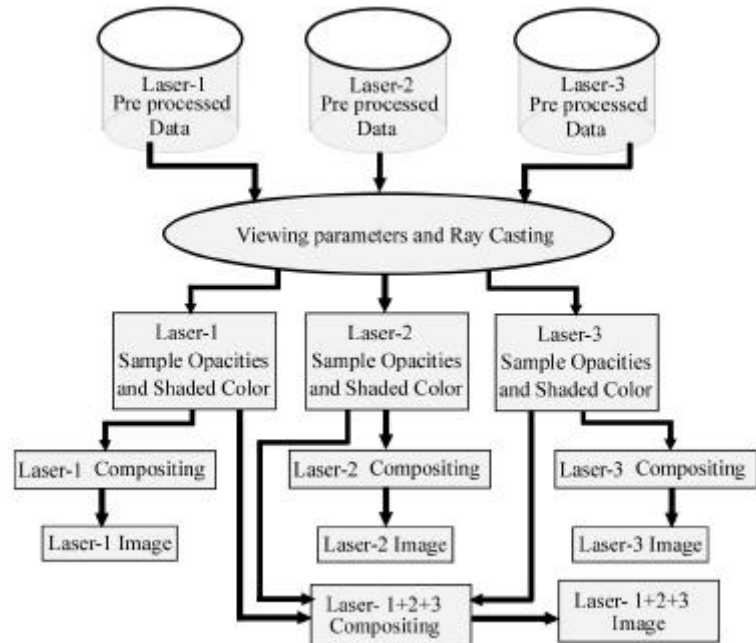 Laser-1
Pre processed
Data
Laser-2
Pre processed
Data
Laser-3
Pre processed
Data
Viewing parameters and Ray Casting
Laser-1
Sample Opacities
and Shaded Color
Laser-2
Sample Opacities
and Shaded Color
Laser-3
Sample Opacities
and Shaded Color
Laser-1 Compositing
Laser-2 Compositing
Laser-3 Compositing
Laser-1 Image
Laser-2 Image
Laser-3 Image
Laser- 1+2+3
Compositing
Laser- 1+2+3
Image